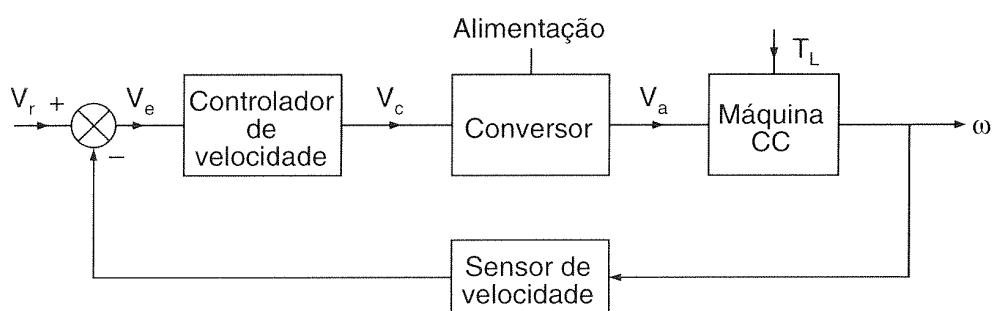 Alimentação
T_L
V_r +
V_e
Controlador
de
velocidade
V_c
Conversor
V_a
Máquina
CC
ω
−
Sensor de
velocidade